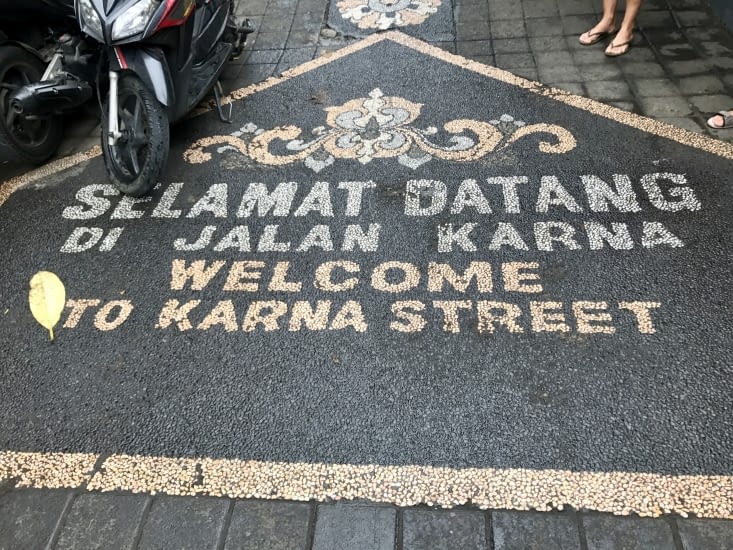 SELAMAT DATANG
DI JALAN KARNA
WELCOME
TO KARNA STREET